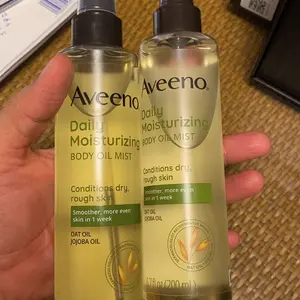 Aveeno
Daily
Moisturizing
BODY OIL MIST
Conditions dry,
rough skin
Smoother, more even
skin in 1 week
OAT OIL
JOJOBA OIL
Aveeno
Daily
Moisturizing
BODY OIL MIST
Conditions dry,
rough skin
Smoother, more even
skin in 1 week
OAT OIL
JOJOBA OIL
(200 mL)